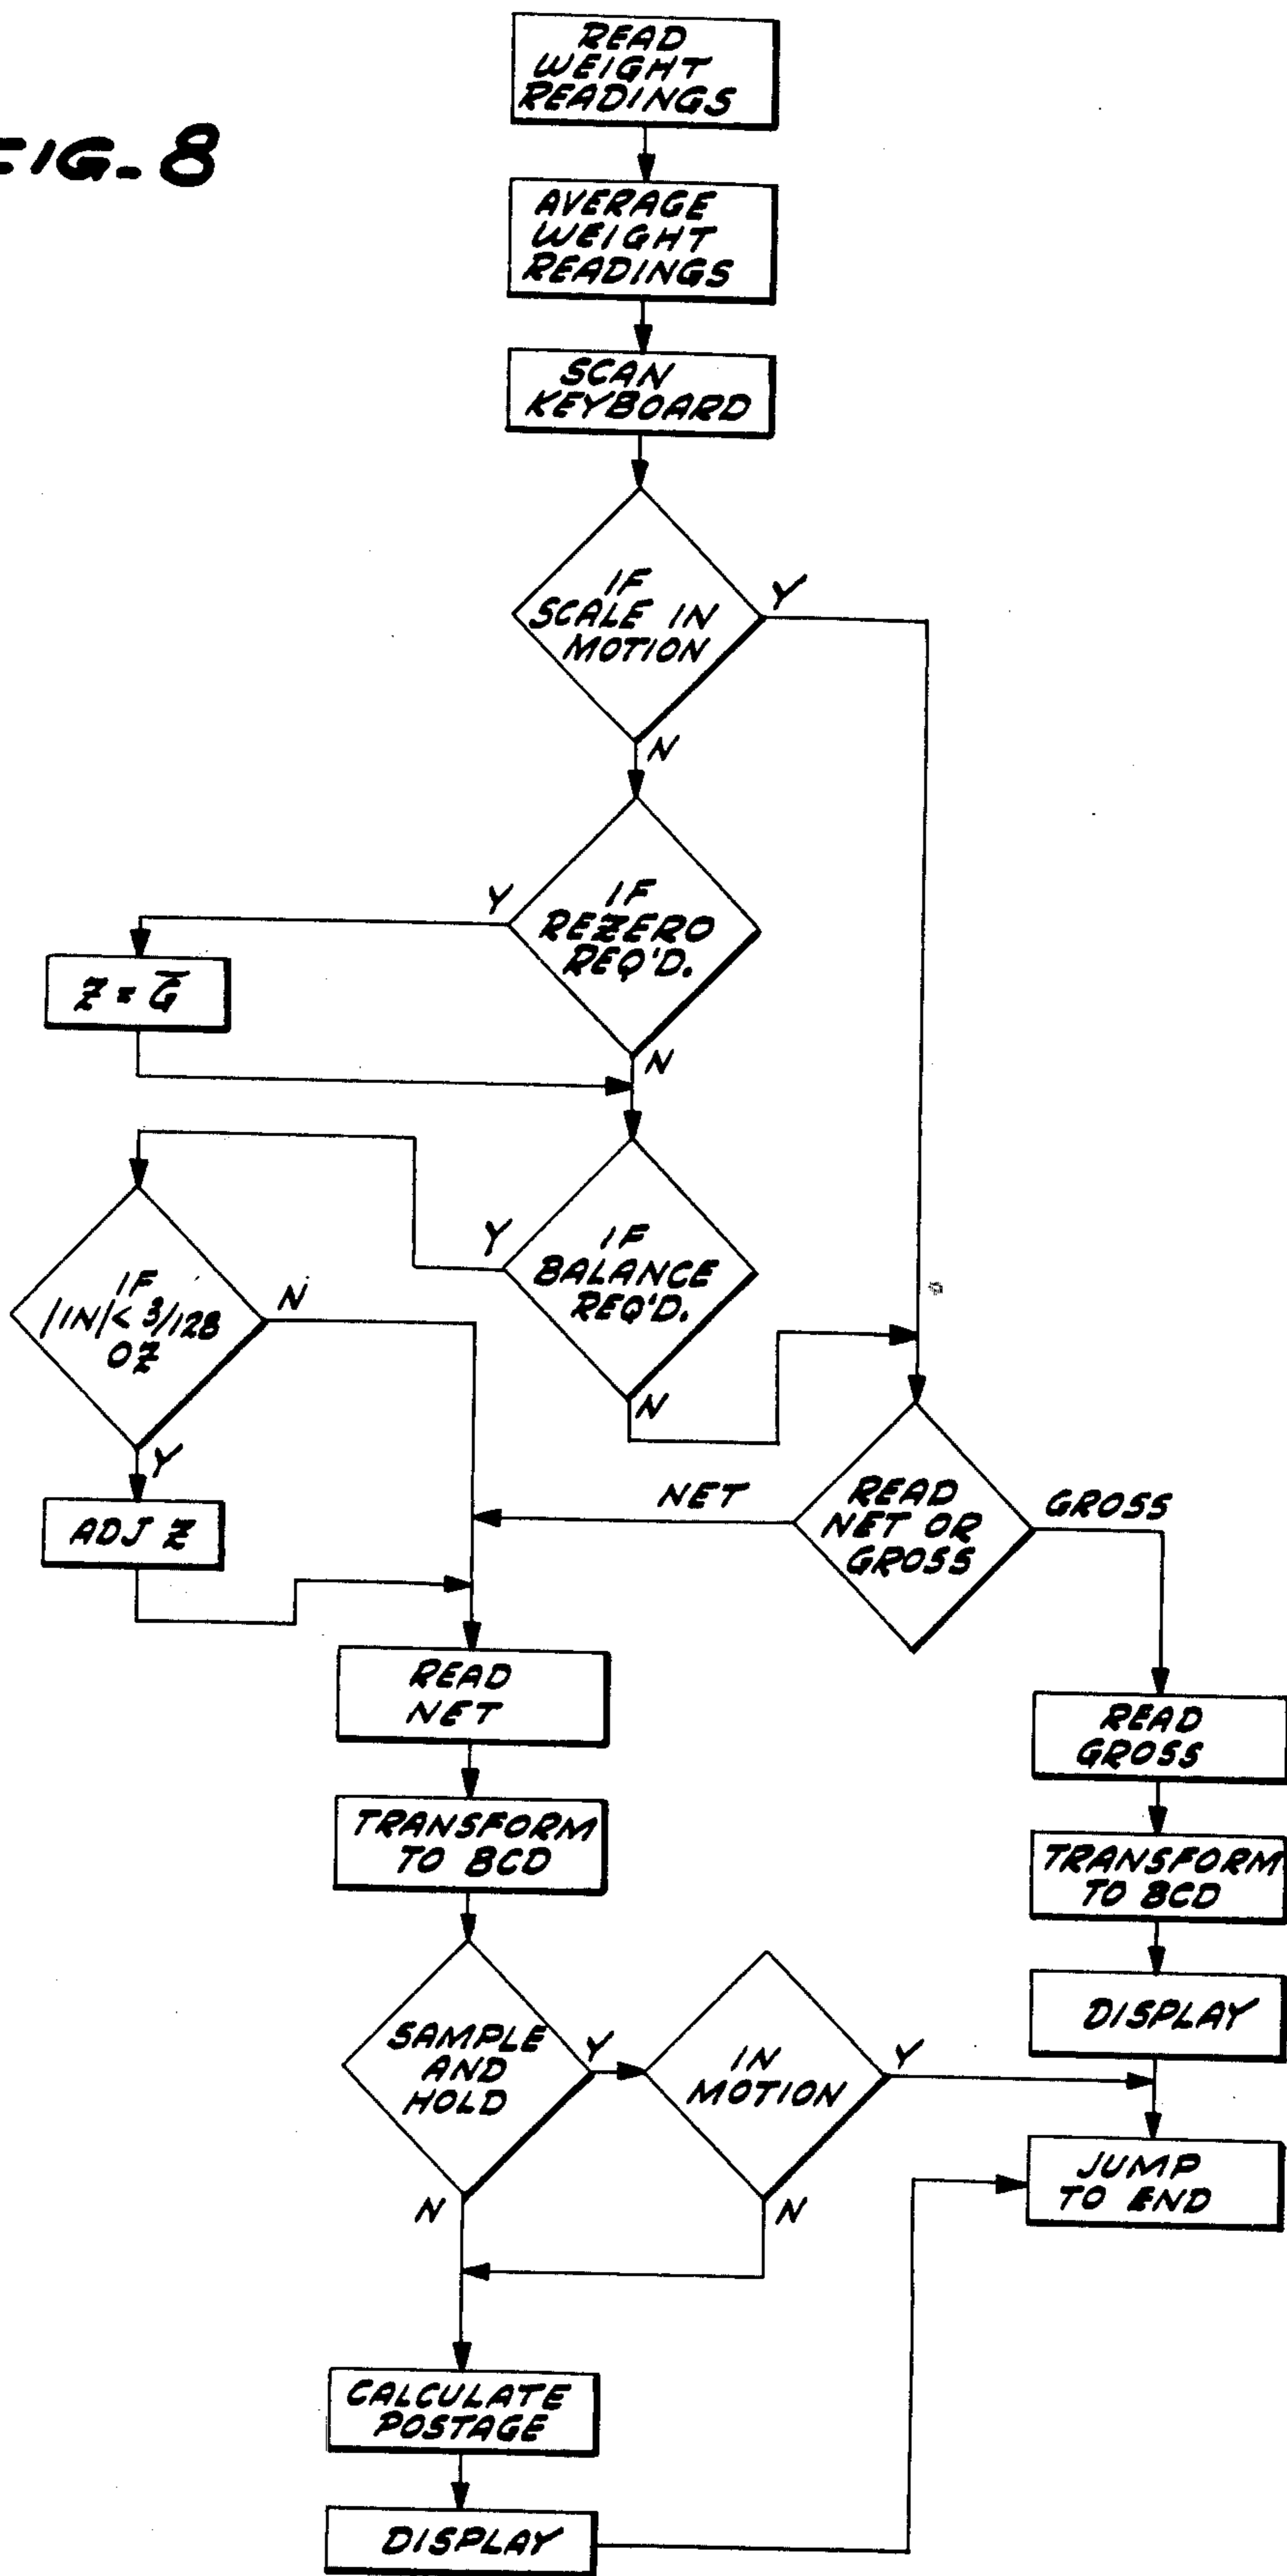 FIG-8
READ
WEIGHT
READINGS
AVERAGE
WEIGHT
READINGS
SCAN
KEYBOARD
IF
SCALE IN
MOTION
Y
N
IF
REZERO
REQ'D.
Y
N
Z = G̅
IF
BALANCE
REQ'D.
Y
N
IF
|IN|< 3/128
OZ
N
Y
ADJ Z
READ
NET OR
GROSS
NET
GROSS
READ
NET
READ
GROSS
TRANSFORM
TO BCD
TRANSFORM
TO BCD
DISPLAY
SAMPLE
AND
HOLD
Y
N
IN
MOTION
Y
N
JUMP
TO END
CALCULATE
POSTAGE
DISPLAY